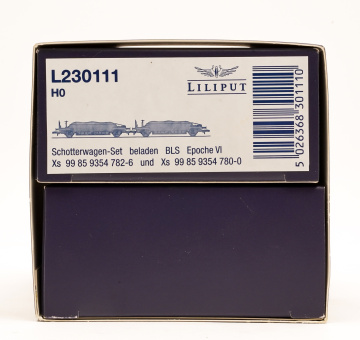 L230111
H0
LILIPUT
Schotterwagen-Set beladen BLS Epoche VI
Xs 99 85 9354 782-6 und Xs 99 85 9354 780-0
5 026368 301110